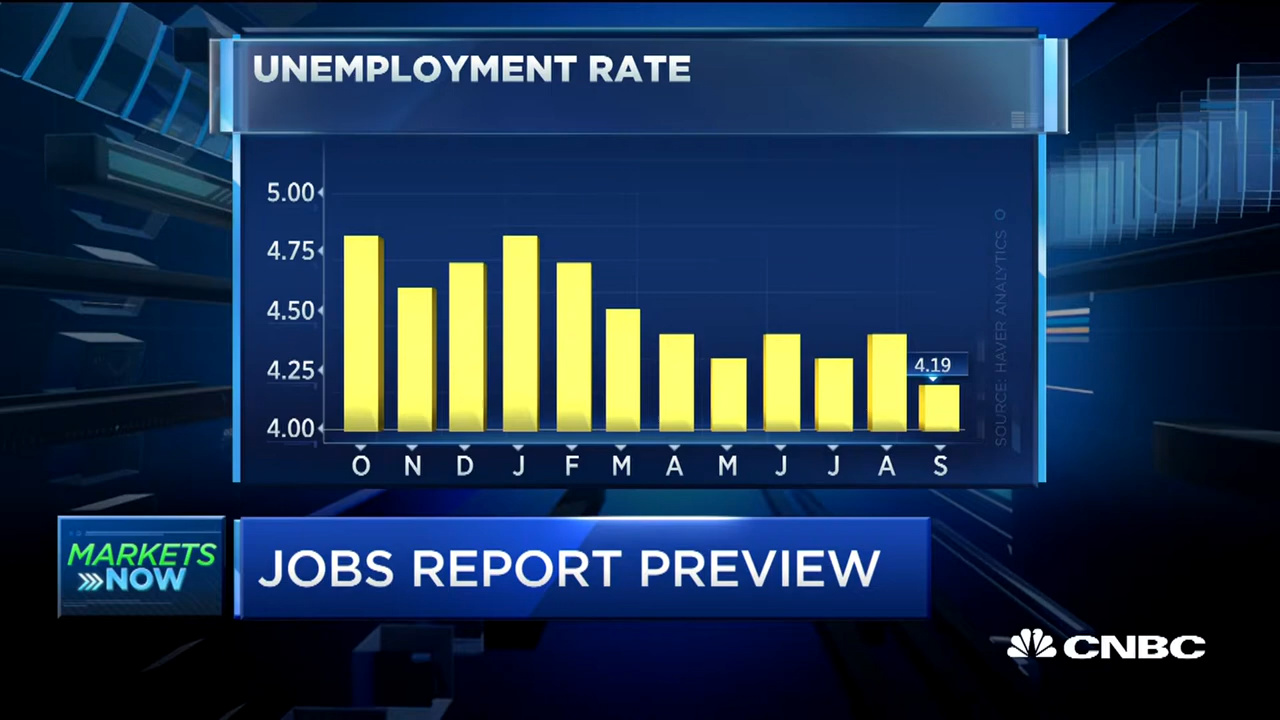 UNEMPLOYMENT RATE
5.00
4.75
4.50
4.25
4.00
4.19
O N D J F M A M J J A S
SOURCE: HAVER ANALYTICS
MARKETS
NOW
JOBS REPORT PREVIEW
CNBC